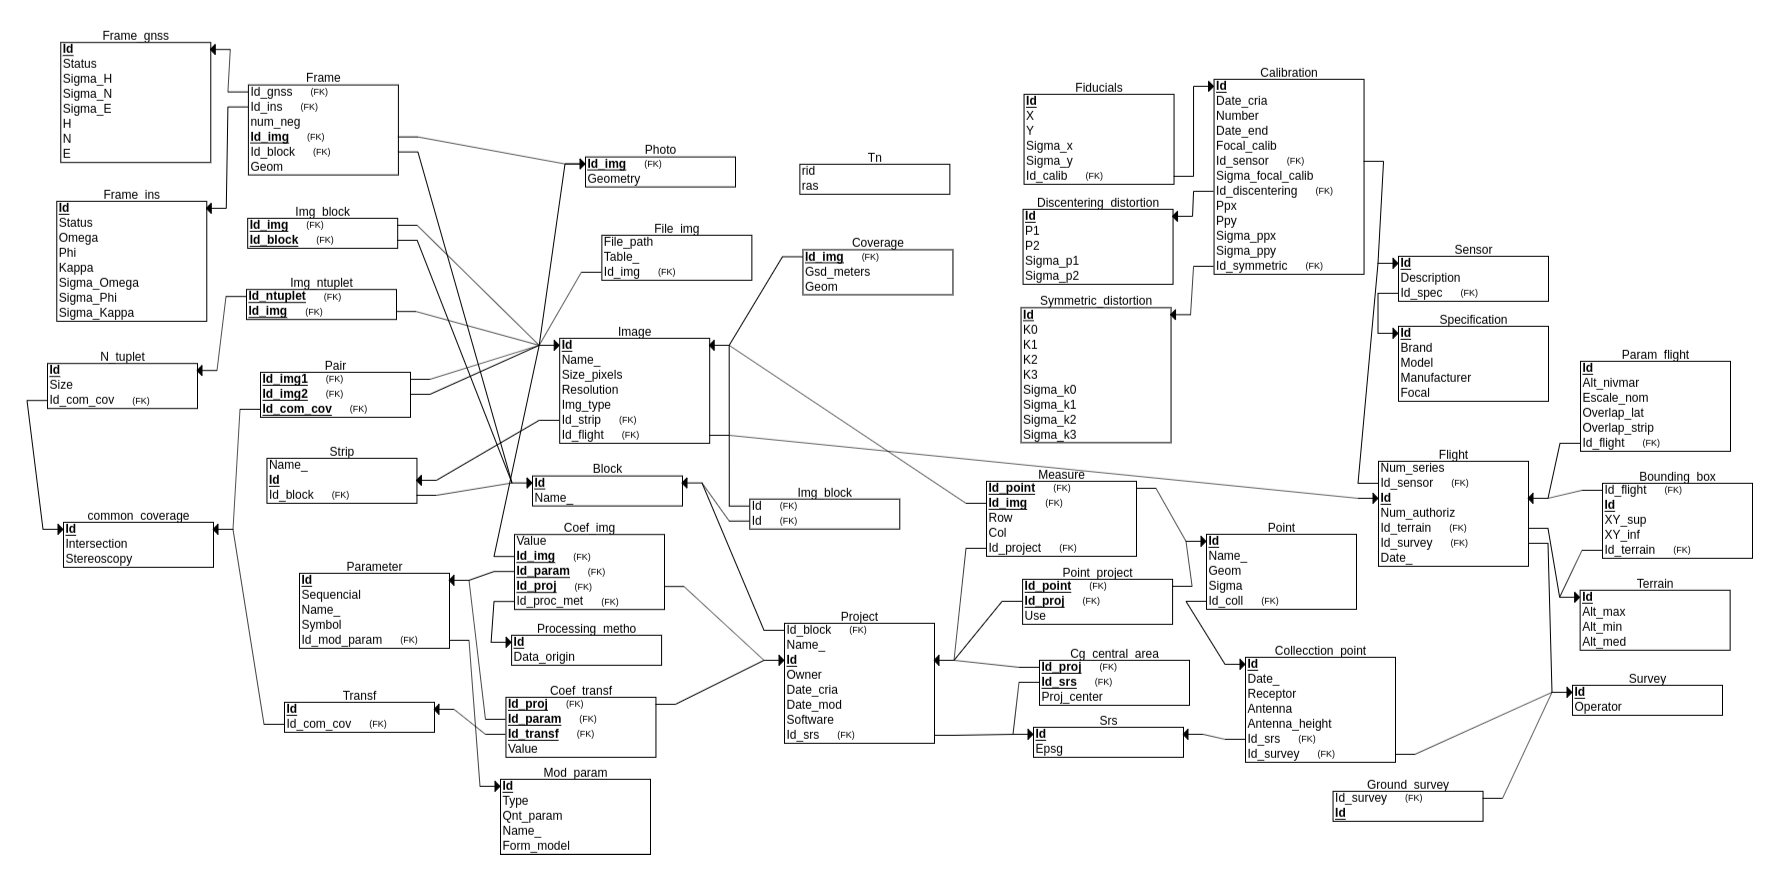 Frame_gnss
Id
Status
Sigma_H
Sigma_N
Sigma_E
H
N
E
Frame
Id_gnss (FK)
Id_ins (FK)
num_neg
Id_img (FK)
Id_block (FK)
Geom
Frame_ins
Id
Status
Omega
Phi
Kappa
Sigma_Omega
Sigma_Phi
Sigma_Kappa
Img_block
Id_img (FK)
Id_block (FK)
Img_ntuplet
Id_ntuplet (FK)
Id_img (FK)
N_tuplet
Id
Size
Id_com_cov (FK)
Pair
Id_img1 (FK)
Id_img2 (FK)
Id_com_cov (FK)
Strip
Name_
Id
Id_block (FK)
common_coverage
Id
Intersection
Stereoscopy
Parameter
Id
Sequencial
Name_
Symbol
Id_mod_param (FK)
Transf
Id
Id_com_cov (FK)
Photo
Id_img (FK)
Geometry
File_img
File_path
Table_
Id_img (FK)
Image
Id
Name_
Size_pixels
Resolution
Img_type
Id_strip (FK)
Id_flight (FK)
Block
Id
Name_
Coef_img
Value
Id_img (FK)
Id_param (FK)
Id_proj (FK)
Id_proc_met (FK)
Processing_metho
Id
Data_origin
Coef_transf
Id_proj (FK)
Id_param (FK)
Id_transf (FK)
Value
Mod_param
Id
Type
Qnt_param
Name_
Form_model
Tn
rid
ras
Coverage
Id_img (FK)
Gsd_meters
Geom
Img_block
Id (FK)
Id (FK)
Project
Id_block (FK)
Name_
Id
Owner
Date_cria
Date_mod
Software
Id_srs (FK)
Fiducials
Id
X
Y
Sigma_x
Sigma_y
Id_calib (FK)
Discentering_distortion
Id
P1
P2
Sigma_p1
Sigma_p2
Symmetric_distortion
Id
K0
K1
K2
K3
Sigma_k0
Sigma_k1
Sigma_k2
Sigma_k3
Measure
Id_point (FK)
Id_img (FK)
Row
Col
Id_project (FK)
Point_project
Id_point (FK)
Id_proj (FK)
Use
Cg_central_area
Id_proj (FK)
Id_srs (FK)
Proj_center
Srs
Id
Epsg
Calibration
Id
Date_cria
Number
Date_end
Focal_calib
Id_sensor (FK)
Sigma_focal_calib
Id_discentering (FK)
Ppx
Ppy
Sigma_ppx
Sigma_ppy
Id_symmetric (FK)
Point
Id
Name_
Geom
Sigma
Id_coll (FK)
Collecction_point
Id
Date_
Receptor
Antenna
Antenna_height
Id_srs (FK)
Id_survey (FK)
Ground_survey
Id_survey (FK)
Id
Sensor
Id
Description
Id_spec (FK)
Specification
Id
Brand
Model
Manufacturer
Focal
Flight
Num_series
Id_sensor (FK)
Id
Num_authoriz
Id_terrain (FK)
Id_survey (FK)
Date_
Param_flight
Id
Alt_nivmar
Escale_nom
Overlap_lat
Overlap_strip
Id_flight (FK)
Bounding_box
Id_flight (FK)
Id
XY_sup
XY_inf
Id_terrain (FK)
Terrain
Id
Alt_max
Alt_min
Alt_med
Survey
Id
Operator